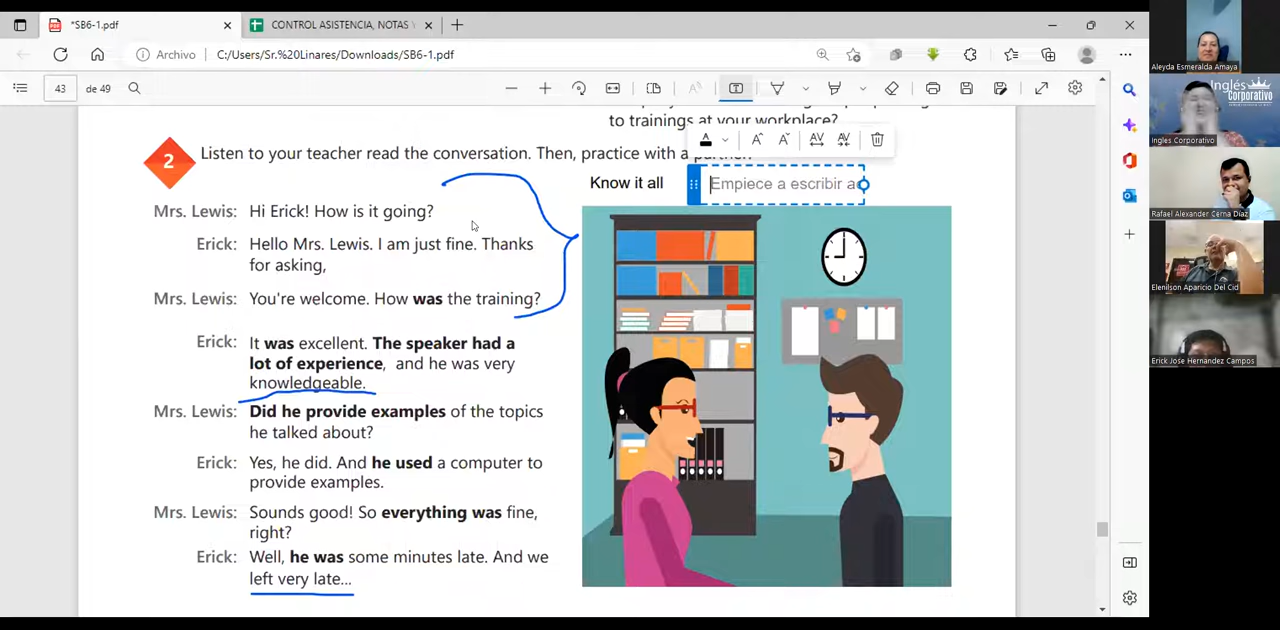 *SB6-1.pdf
CONTROL ASISTENCIA, NOTAS
Archivo
C:/Users/Sr.%20Linares/Downloads/SB6-1.pdf
43 de 49
to trainings at your workplace?
2 Listen to your teacher read the conversation. Then, practice with a partner.
Know it all
Empiece a escribir a
Mrs. Lewis: Hi Erick! How is it going?
Erick: Hello Mrs. Lewis. I am just fine. Thanks
for asking,
Mrs. Lewis: You're welcome. How was the training?
Erick: It was excellent. The speaker had a
lot of experience, and he was very
knowledgeable.
Mrs. Lewis: Did he provide examples of the topics
he talked about?
Erick: Yes, he did. And he used a computer to
provide examples.
Mrs. Lewis: Sounds good! So everything was fine,
right?
Erick: Well, he was some minutes late. And we
left very late...
Aleyda Esmeralda Amaya
Inglés
Corporativo
Ingles Corporativo
Rafael Alexander Cerna Díaz
Elenilson Aparicio Del Cid
Erick Jose Hernández Campos